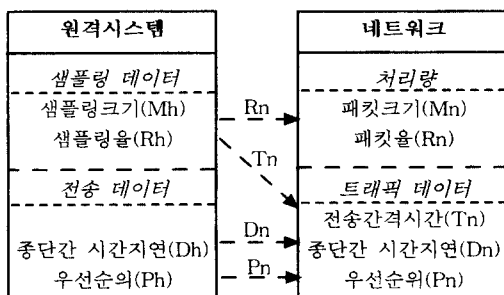 원격시스템
샘플링 데이터
샘플링크기(Mh)
샘플링율(Rh)
전송 데이터
종단간 시간지연(Dh)
우선순의(Ph)
Rn
Tn
Dn
Pn
네트워크
처리량
패킷크기(Mn)
패킷율(Rn)
트래픽 데이터
전송간격시간(Tn)
종단간 시간지연(Dn)
우선순위(Pn)